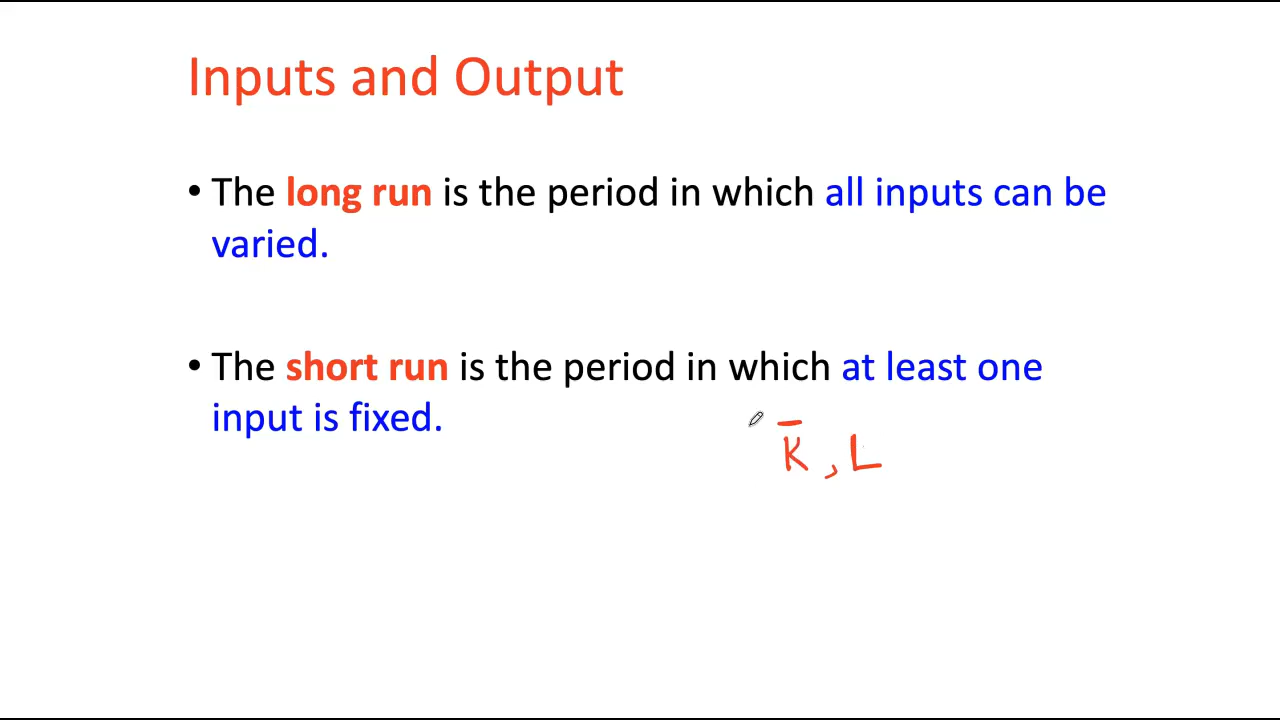 Inputs and Output
• The long run is the period in which all inputs can be
varied.
• The short run is the period in which at least one
input is fixed.
K̅ , L